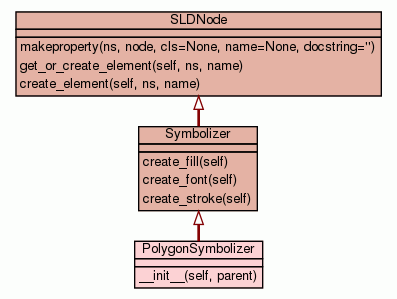 SLDNode
makeproperty(ns, node, cls=None, name=None, docstring='')
get_or_create_element(self, ns, name)
create_element(self, ns, name)
Symbolizer
create_fill(self)
create_font(self)
create_stroke(self)
PolygonSymbolizer
__init__(self, parent)